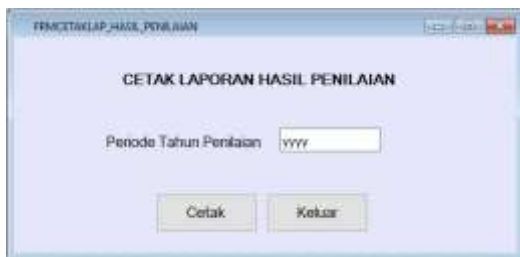 FRMCETAKLAP_HASIL_PENILAIAN
CETAK LAPORAN HASIL PENILAIAN
Periode Tahun Penilaian yyyy
Cetak Keluar